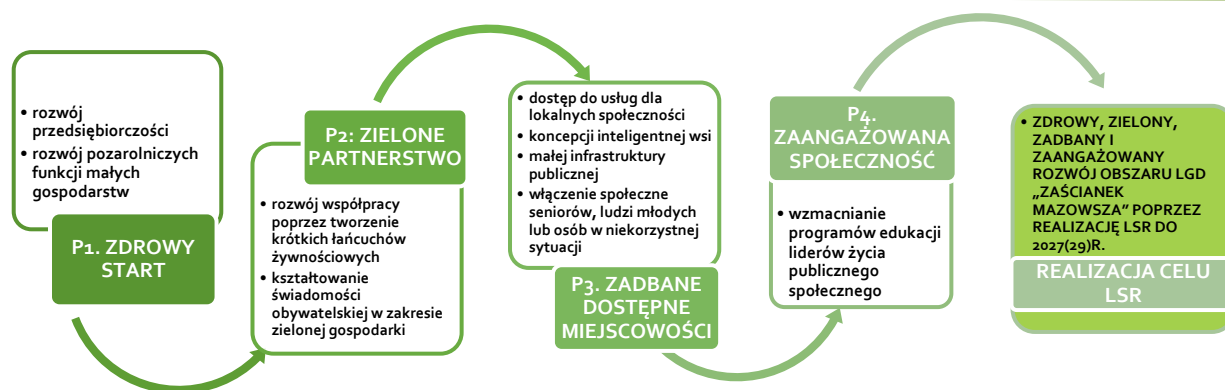 • rozwój
przedsiębiorczości
• rozwój pozarolniczych
funkcji małych
gospodarstw
P1. ZDROWY
START
P2: ZIELONE
PARTNERSTWO
• rozwój współpracy
poprzez tworzenie
krótkich łańcuchów
żywnościowych
• kształtowanie
świadomości
obywatelskiej w zakresie
zielonej gospodarki
• dostęp do usług dla
lokalnych społeczności
• koncepcji inteligentnej wsi
• małej infrastruktury
publicznej
• włączenie społeczne
seniorów, ludzi młodych
lub osób w niekorzystnej
sytuacji
P3. ZADBANE
DOSTĘPNE
MIEJSCOWOŚCI
P4.
ZAANGAŻOWANA
SPOŁECZNOŚĆ
• wzmacnianie
programów edukacji
liderów życia
publicznego
społecznego
• ZDROWY, ZIELONY,
ZADBANY I
ZAANGAŻOWANY
ROZWÓJ OBSZARU LGD
„ZAŚCIANEK
MAZOWSZA” POPRZEZ
REALIZACJĘ LSR DO
2027(29)R.
REALIZACJA CELU
LSR